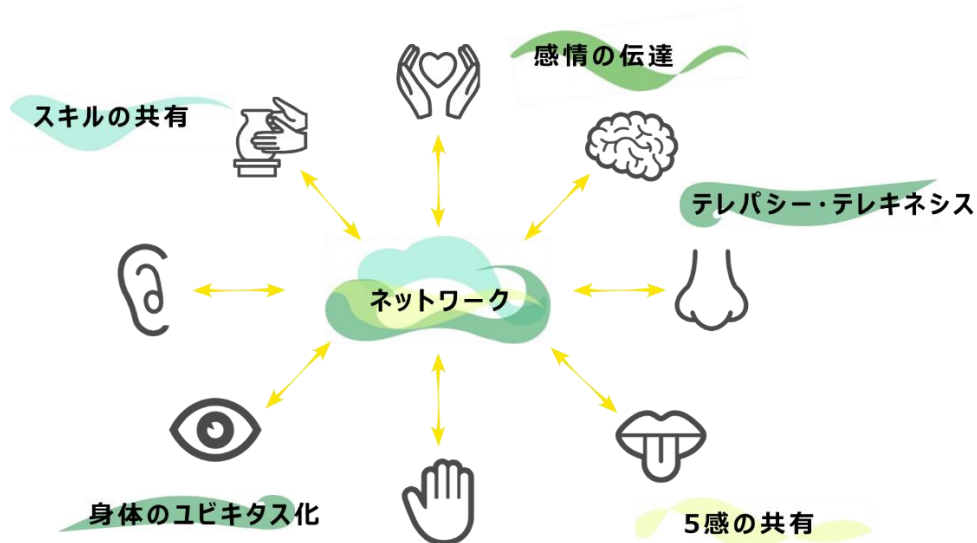 感情の伝達
スキルの共有
テレパシー・テレキネシス
ネットワーク
身体のユビキタス化
5感の共有